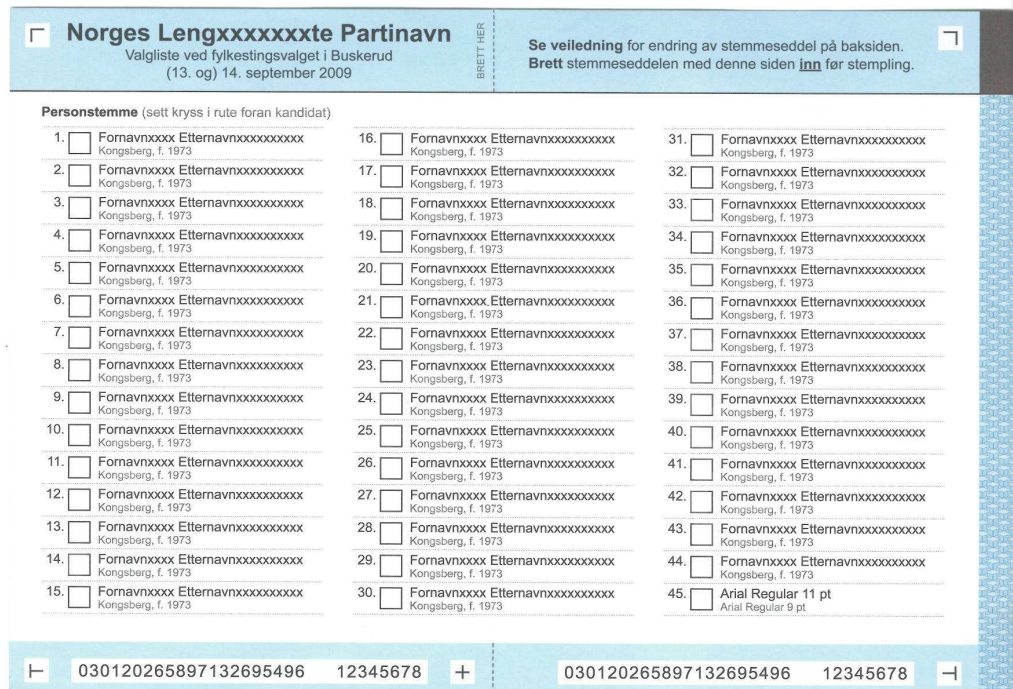 Norges Lengxxxxxxxte Partinavn
Valgliste ved fylkestingsvalget i Buskerud
(13. og) 14. september 2009
BRETT HER
Se veiledning for endring av stemmeseddel på baksiden.
Brett stemmeseddelen med denne siden inn før stempling.
Personstemme (sett kryss i rute foran kandidat)
1. Fornavnxxxx Etternavnxxxxxxxxxx
Kongsberg, f. 1973
2. Fornavnxxxx Etternavnxxxxxxxxxx
Kongsberg, f. 1973
3. Fornavnxxxx Etternavnxxxxxxxxxx
Kongsberg, f. 1973
4. Fornavnxxxx Etternavnxxxxxxxxxx
Kongsberg, f. 1973
5. Fornavnxxxx Etternavnxxxxxxxxxx
Kongsberg, f. 1973
6. Fornavnxxxx Etternavnxxxxxxxxxx
Kongsberg, f. 1973
7. Fornavnxxxx Etternavnxxxxxxxxxx
Kongsberg, f. 1973
8. Fornavnxxxx Etternavnxxxxxxxxxx
Kongsberg, f. 1973
9. Fornavnxxxx Etternavnxxxxxxxxxx
Kongsberg, f. 1973
10. Fornavnxxxx Etternavnxxxxxxxxxx
Kongsberg, f. 1973
11. Fornavnxxxx Etternavnxxxxxxxxxx
Kongsberg, f. 1973
12. Fornavnxxxx Etternavnxxxxxxxxxx
Kongsberg, f. 1973
13. Fornavnxxxx Etternavnxxxxxxxxxx
Kongsberg, f. 1973
14. Fornavnxxxx Etternavnxxxxxxxxxx
Kongsberg, f. 1973
15. Fornavnxxxx Etternavnxxxxxxxxxx
Kongsberg, f. 1973
16. Fornavnxxxx Etternavnxxxxxxxxxx
Kongsberg, f. 1973
17. Fornavnxxxx Etternavnxxxxxxxxxx
Kongsberg, f. 1973
18. Fornavnxxxx Etternavnxxxxxxxxxx
Kongsberg, f. 1973
19. Fornavnxxxx Etternavnxxxxxxxxxx
Kongsberg, f. 1973
20. Fornavnxxxx Etternavnxxxxxxxxxx
Kongsberg, f. 1973
21. Fornavnxxxx Etternavnxxxxxxxxxx
Kongsberg, f. 1973
22. Fornavnxxxx Etternavnxxxxxxxxxx
Kongsberg, f. 1973
23. Fornavnxxxx Etternavnxxxxxxxxxx
Kongsberg, f. 1973
24. Fornavnxxxx Etternavnxxxxxxxxxx
Kongsberg, f. 1973
25. Fornavnxxxx Etternavnxxxxxxxxxx
Kongsberg, f. 1973
26. Fornavnxxxx Etternavnxxxxxxxxxx
Kongsberg, f. 1973
27. Fornavnxxxx Etternavnxxxxxxxxxx
Kongsberg, f. 1973
28. Fornavnxxxx Etternavnxxxxxxxxxx
Kongsberg, f. 1973
29. Fornavnxxxx Etternavnxxxxxxxxxx
Kongsberg, f. 1973
30. Fornavnxxxx Etternavnxxxxxxxxxx
Kongsberg, f. 1973
31. Fornavnxxxx Etternavnxxxxxxxxxx
Kongsberg, f. 1973
32. Fornavnxxxx Etternavnxxxxxxxxxx
Kongsberg, f. 1973
33. Fornavnxxxx Etternavnxxxxxxxxxx
Kongsberg, f. 1973
34. Fornavnxxxx Etternavnxxxxxxxxxx
Kongsberg, f. 1973
35. Fornavnxxxx Etternavnxxxxxxxxxx
Kongsberg, f. 1973
36. Fornavnxxxx Etternavnxxxxxxxxxx
Kongsberg, f. 1973
37. Fornavnxxxx Etternavnxxxxxxxxxx
Kongsberg, f. 1973
38. Fornavnxxxx Etternavnxxxxxxxxxx
Kongsberg, f. 1973
39. Fornavnxxxx Etternavnxxxxxxxxxx
Kongsberg, f. 1973
40. Fornavnxxxx Etternavnxxxxxxxxxx
Kongsberg, f. 1973
41. Fornavnxxxx Etternavnxxxxxxxxxx
Kongsberg, f. 1973
42. Fornavnxxxx Etternavnxxxxxxxxxx
Kongsberg, f. 1973
43. Fornavnxxxx Etternavnxxxxxxxxxx
Kongsberg, f. 1973
44. Fornavnxxxx Etternavnxxxxxxxxxx
Kongsberg, f. 1973
45. Arial Regular 11 pt
Arial Regular 9 pt
030120265897132695496 12345678
030120265897132695496 12345678